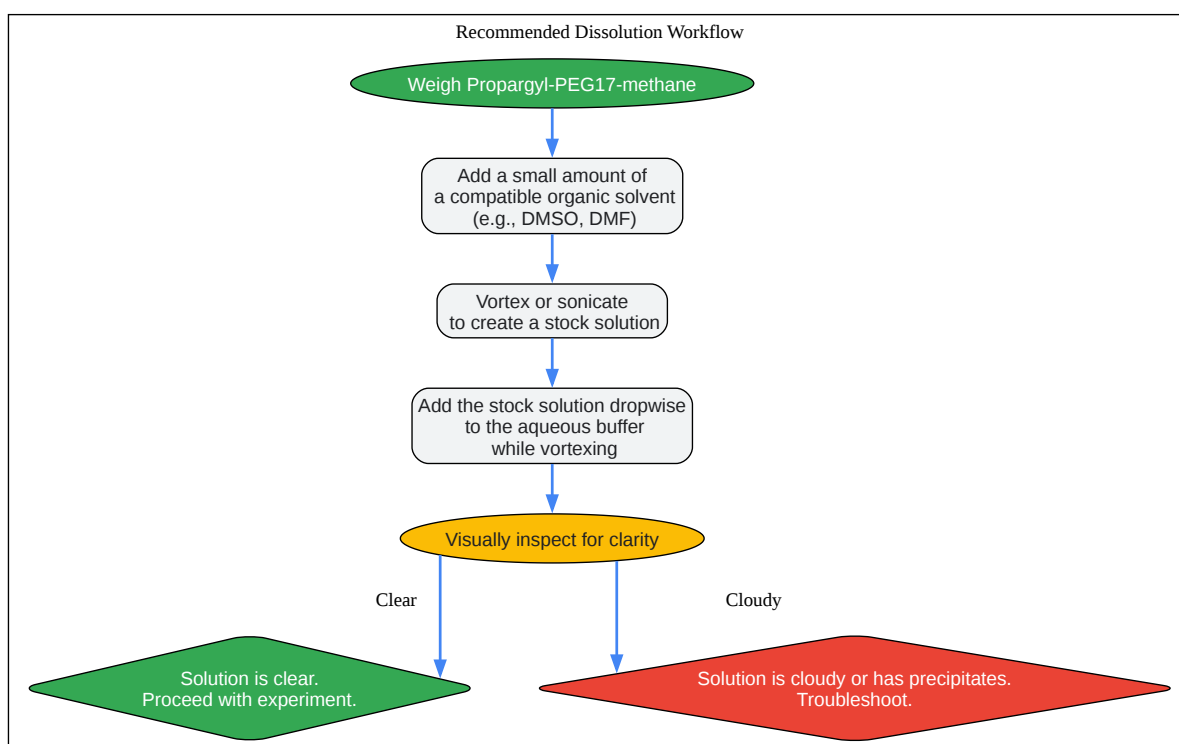 Recommended Dissolution Workflow
Weigh Propargyl-PEG17-methane
Add a small amount of
a compatible organic solvent
(e.g., DMSO, DMF)
Vortex or sonicate
to create a stock solution
Add the stock solution dropwise
to the aqueous buffer
while vortexing
Visually inspect for clarity
Clear
Cloudy
Solution is clear.
Proceed with experiment.
Solution is cloudy or has precipitates.
Troubleshoot.